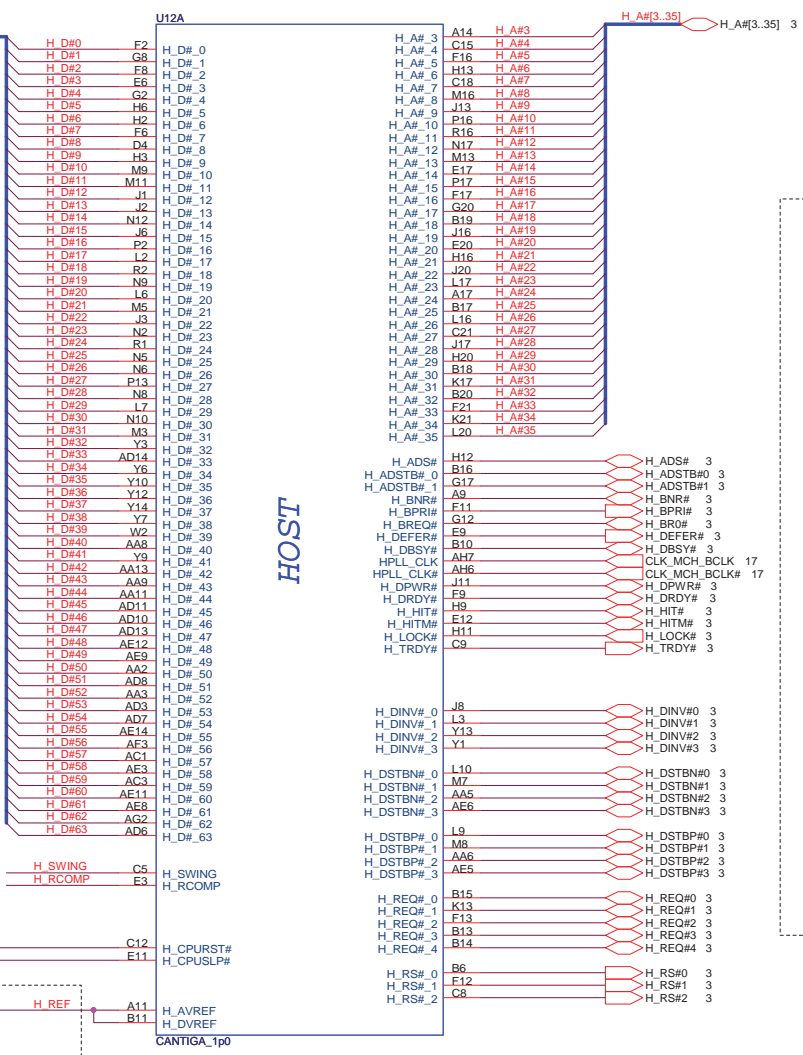 U12A
H_D#0 F2 H_D#_0
H_D#1 G8 H_D#_1
H_D#2 F8 H_D#_2
H_D#3 E6 H_D#_3
H_D#4 G2 H_D#_4
H_D#5 H6 H_D#_5
H_D#6 H2 H_D#_6
H_D#7 F6 H_D#_7
H_D#8 D4 H_D#_8
H_D#9 H3 H_D#_9
H_D#10 M9 H_D#_10
H_D#11 M11 H_D#_11
H_D#12 J1 H_D#_12
H_D#13 J2 H_D#_13
H_D#14 N12 H_D#_14
H_D#15 J6 H_D#_15
H_D#16 P2 H_D#_16
H_D#17 L2 H_D#_17
H_D#18 R2 H_D#_18
H_D#19 N9 H_D#_19
H_D#20 L6 H_D#_20
H_D#21 M5 H_D#_21
H_D#22 J3 H_D#_22
H_D#23 N2 H_D#_23
H_D#24 R1 H_D#_24
H_D#25 N5 H_D#_25
H_D#26 N6 H_D#_26
H_D#27 P13 H_D#_27
H_D#28 N8 H_D#_28
H_D#29 L7 H_D#_29
H_D#30 N10 H_D#_30
H_D#31 M3 H_D#_31
H_D#32 Y3 H_D#_32
H_D#33 AD14 H_D#_33
H_D#34 Y6 H_D#_34
H_D#35 Y10 H_D#_35
H_D#36 Y12 H_D#_36
H_D#37 Y14 H_D#_37
H_D#38 Y7 H_D#_38
H_D#39 W2 H_D#_39
H_D#40 AA8 H_D#_40
H_D#41 Y9 H_D#_41
H_D#42 AA13 H_D#_42
H_D#43 AA9 H_D#_43
H_D#44 AA11 H_D#_44
H_D#45 AD11 H_D#_45
H_D#46 AD10 H_D#_46
H_D#47 AD13 H_D#_47
H_D#48 AE12 H_D#_48
H_D#49 AE9 H_D#_49
H_D#50 AA2 H_D#_50
H_D#51 AD8 H_D#_51
H_D#52 AA3 H_D#_52
H_D#53 AD3 H_D#_53
H_D#54 AD7 H_D#_54
H_D#55 AE14 H_D#_55
H_D#56 AF3 H_D#_56
H_D#57 AC1 H_D#_57
H_D#58 AE3 H_D#_58
H_D#59 AC3 H_D#_59
H_D#60 AE11 H_D#_60
H_D#61 AE8 H_D#_61
H_D#62 AG2 H_D#_62
H_D#63 AD6 H_D#_63
H_SWING C5 H_SWING
H_RCOMP E3 H_RCOMP
C12 H_CPURST#
E11 H_CPUSLP#
H_REF A11 H_AVREF
B11 H_DVREF
CANTIGA_1p0
HOST
H_A#[3..35] H_A#[3..35] 3
H_A#_3 A14 H_A#3
H_A#_4 C15 H_A#4
H_A#_5 F16 H_A#5
H_A#_6 H13 H_A#6
H_A#_7 C18 H_A#7
H_A#_8 M16 H_A#8
H_A#_9 J13 H_A#9
H_A#_10 P16 H_A#10
H_A#_11 R16 H_A#11
H_A#_12 N17 H_A#12
H_A#_13 M13 H_A#13
H_A#_14 E17 H_A#14
H_A#_15 P17 H_A#15
H_A#_16 F17 H_A#16
H_A#_17 G20 H_A#17
H_A#_18 B19 H_A#18
H_A#_19 J16 H_A#19
H_A#_20 E20 H_A#20
H_A#_21 H16 H_A#21
H_A#_22 J20 H_A#22
H_A#_23 L17 H_A#23
H_A#_24 A17 H_A#24
H_A#_25 B17 H_A#25
H_A#_26 L16 H_A#26
H_A#_27 C21 H_A#27
H_A#_28 J17 H_A#28
H_A#_29 H20 H_A#29
H_A#_30 B18 H_A#30
H_A#_31 K17 H_A#31
H_A#_32 B20 H_A#32
H_A#_33 F21 H_A#33
H_A#_34 K21 H_A#34
H_A#_35 L20 H_A#35
H_ADS# H12 H_ADS# 3
H_ADSTB#_0 B16 H_ADSTB#0 3
H_ADSTB#_1 G17 H_ADSTB#1 3
H_BNR# A9 H_BNR# 3
H_BPRI# F11 H_BPRI# 3
H_BREQ# G12 H_BR0# 3
H_DEFER# E9 H_DEFER# 3
H_DBSY# B10 H_DBSY# 3
HPLL_CLK AH7 CLK_MCH_BCLK 17
HPLL_CLK# AH6 CLK_MCH_BCLK# 17
H_DPWR# J11 H_DPWR# 3
H_DRDY# F9 H_DRDY# 3
H_HIT# H9 H_HIT# 3
H_HITM# E12 H_HITM# 3
H_LOCK# H11 H_LOCK# 3
H_TRDY# C9 H_TRDY# 3
H_DINV#_0 J8 H_DINV#0 3
H_DINV#_1 L3 H_DINV#1 3
H_DINV#_2 Y13 H_DINV#2 3
H_DINV#_3 Y1 H_DINV#3 3
H_DSTBN#_0 L10 H_DSTBN#0 3
H_DSTBN#_1 M7 H_DSTBN#1 3
H_DSTBN#_2 AA5 H_DSTBN#2 3
H_DSTBN#_3 AE6 H_DSTBN#3 3
H_DSTBP#_0 L9 H_DSTBP#0 3
H_DSTBP#_1 M8 H_DSTBP#1 3
H_DSTBP#_2 AA6 H_DSTBP#2 3
H_DSTBP#_3 AE5 H_DSTBP#3 3
H_REQ#_0 B15 H_REQ#0 3
H_REQ#_1 K13 H_REQ#1 3
H_REQ#_2 F13 H_REQ#2 3
H_REQ#_3 B13 H_REQ#3 3
H_REQ#_4 B14 H_REQ#4 3
H_RS#_0 B6 H_RS#0 3
H_RS#_1 F12 H_RS#1 3
H_RS#_2 C8 H_RS#2 3